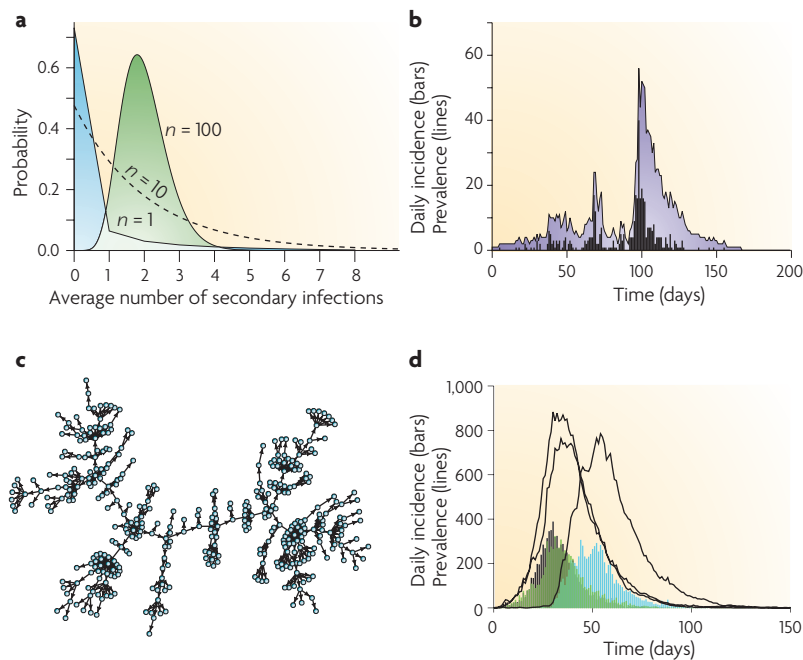 a
Probability
0.6
0.4
0.2
0.0
n = 100
n = 10
n = 1
0 1 2 3 4 5 6 7 8
Average number of secondary infections
b
Daily incidence (bars)
Prevalence (lines)
60
40
20
0
0 50 100 150 200
Time (days)
c
d
Daily incidence (bars)
Prevalence (lines)
1,000
800
600
400
200
0
0 50 100 150
Time (days)